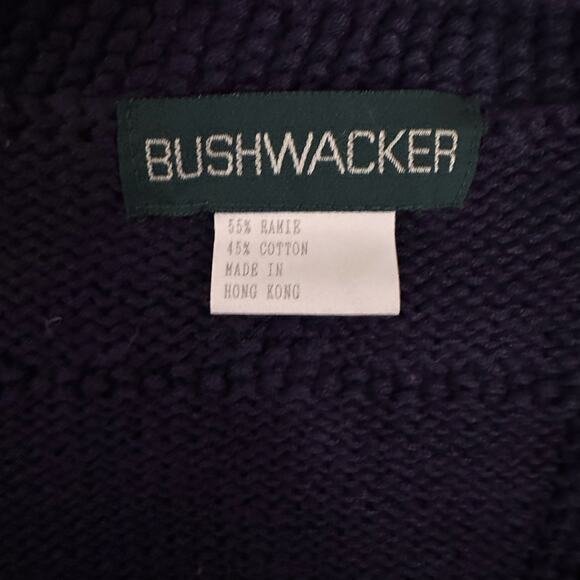 BUSHWACKER
55% RAMIE
45% COTTON
MADE IN
HONG KONG